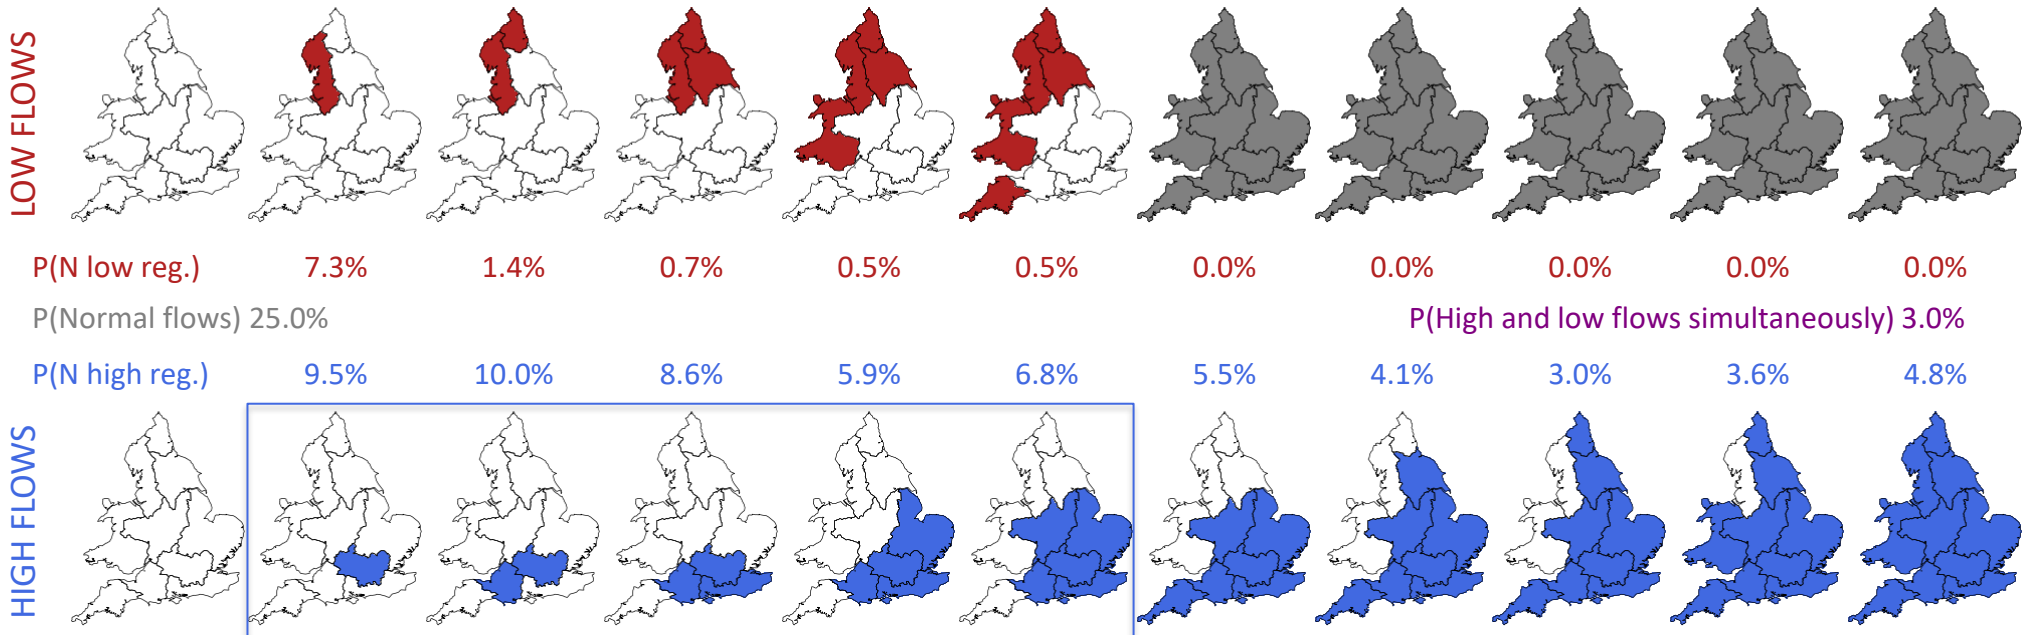 LOW FLOWS
P(N low reg.) 7.3% 1.4% 0.7% 0.5% 0.5% 0.0% 0.0% 0.0% 0.0% 0.0%
P(Normal flows) 25.0% P(High and low flows simultaneously) 3.0%
P(N high reg.) 9.5% 10.0% 8.6% 5.9% 6.8% 5.5% 4.1% 3.0% 3.6% 4.8%
HIGH FLOWS